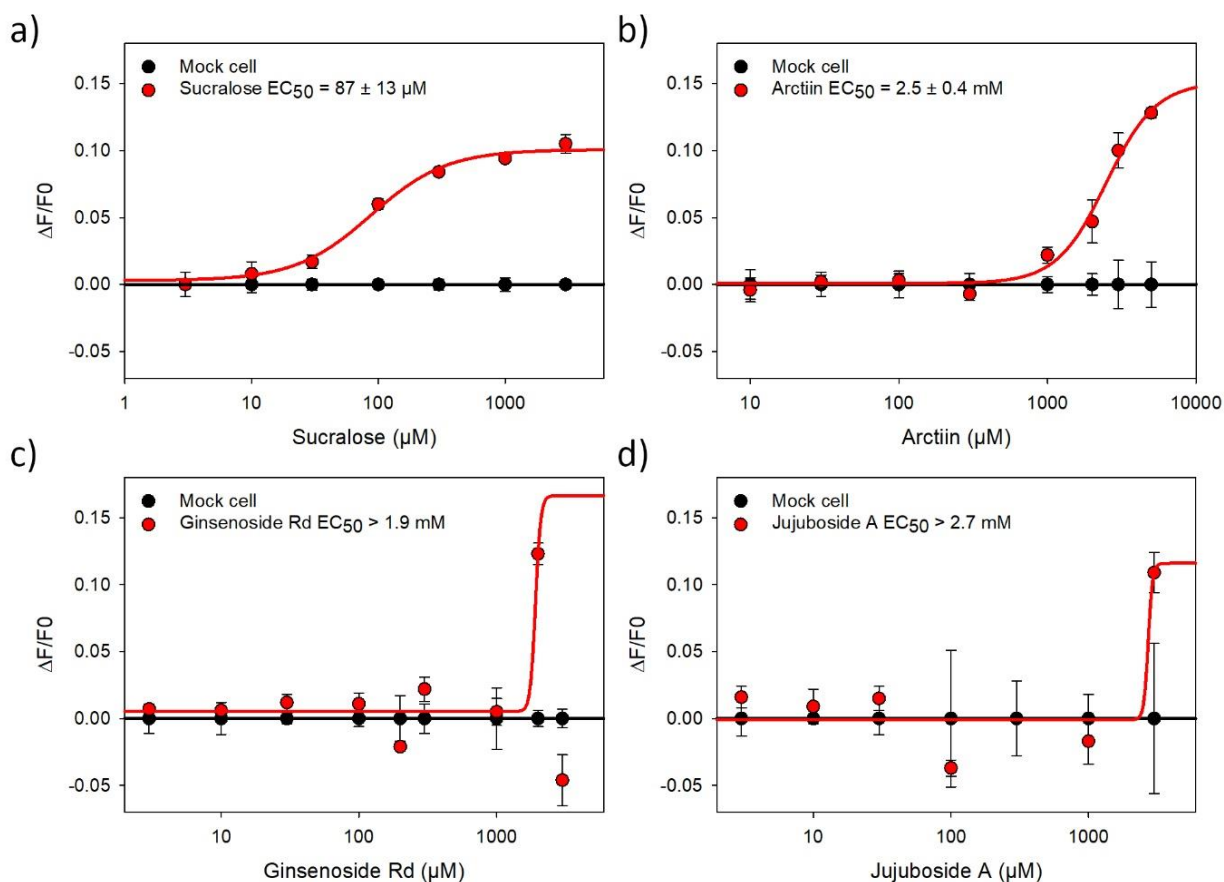 a)
Mock cell
Sucralose EC50 = 87 ± 13 µM
0.15
0.10
0.05
0.00
-0.05
ΔF/F0
1 10 100 1000
Sucralose (µM)
b)
Mock cell
Arctiin EC50 = 2.5 ± 0.4 mM
0.15
0.10
0.05
0.00
-0.05
ΔF/F0
10 100 1000 10000
Arctiin (µM)
c)
Mock cell
Ginsenoside Rd EC50 > 1.9 mM
0.15
0.10
0.05
0.00
-0.05
ΔF/F0
10 100 1000
Ginsenoside Rd (µM)
d)
Mock cell
Jujuboside A EC50 > 2.7 mM
0.15
0.10
0.05
0.00
-0.05
ΔF/F0
10 100 1000
Jujuboside A (µM)